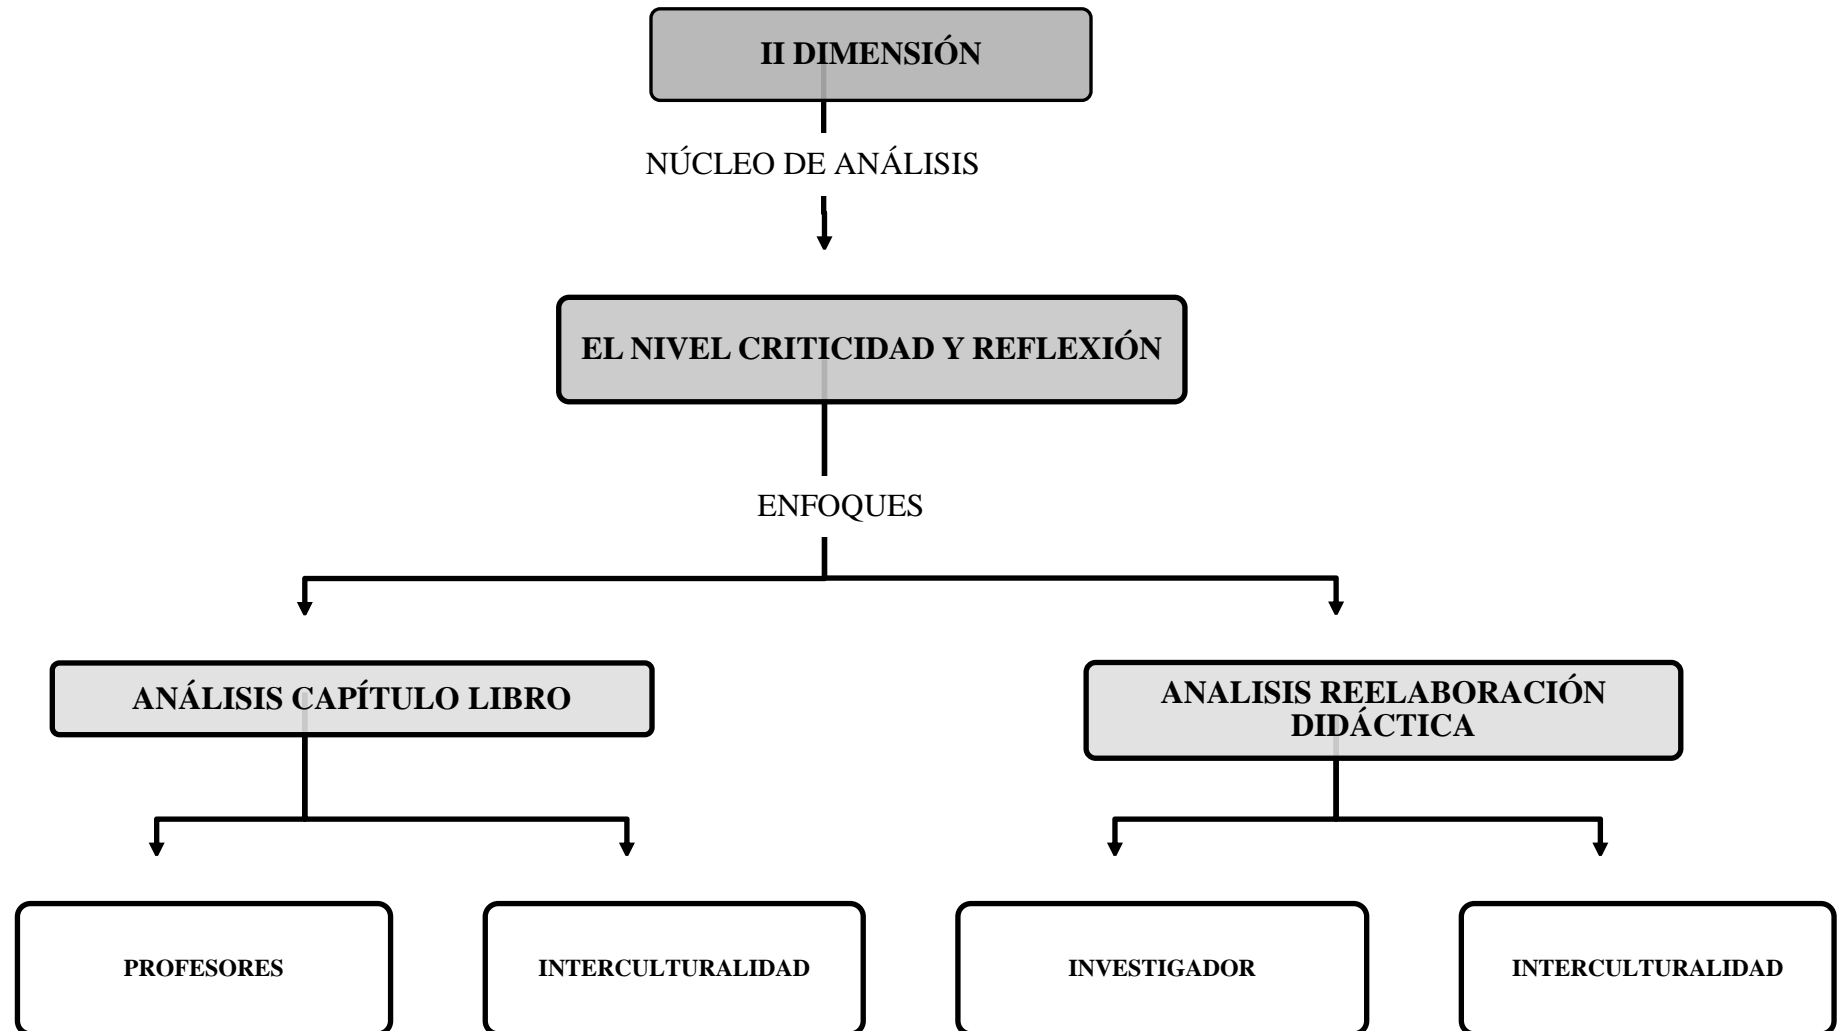 II DIMENSIÓN
NÚCLEO DE ANÁLISIS
EL NIVEL CRITICIDAD Y REFLEXIÓN
ENFOQUES
ANÁLISIS CAPÍTULO LIBRO
ANALISIS REELABORACIÓN
DIDÁCTICA
PROFESORES
INTERCULTURALIDAD
INVESTIGADOR
INTERCULTURALIDAD